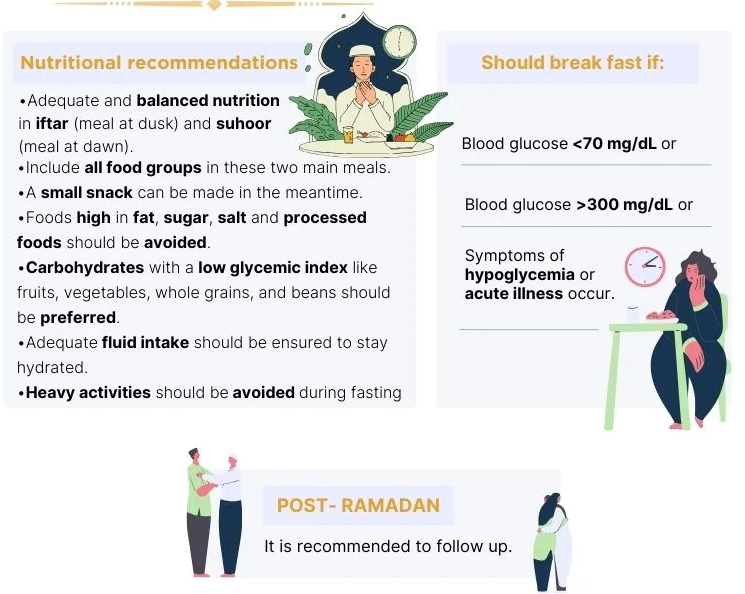 Nutritional recommendations
•Adequate and balanced nutrition
in iftar (meal at dusk) and suhoor
(meal at dawn).
•Include all food groups in these two main meals.
•A small snack can be made in the meantime.
•Foods high in fat, sugar, salt and processed
foods should be avoided.
•Carbohydrates with a low glycemic index like
fruits, vegetables, whole grains, and beans should
be preferred.
•Adequate fluid intake should be ensured to stay
hydrated.
•Heavy activities should be avoided during fasting
Should break fast if:
Blood glucose <70 mg/dL or
Blood glucose >300 mg/dL or
Symptoms of
hypoglycemia or
acute illness occur.
POST- RAMADAN
It is recommended to follow up.